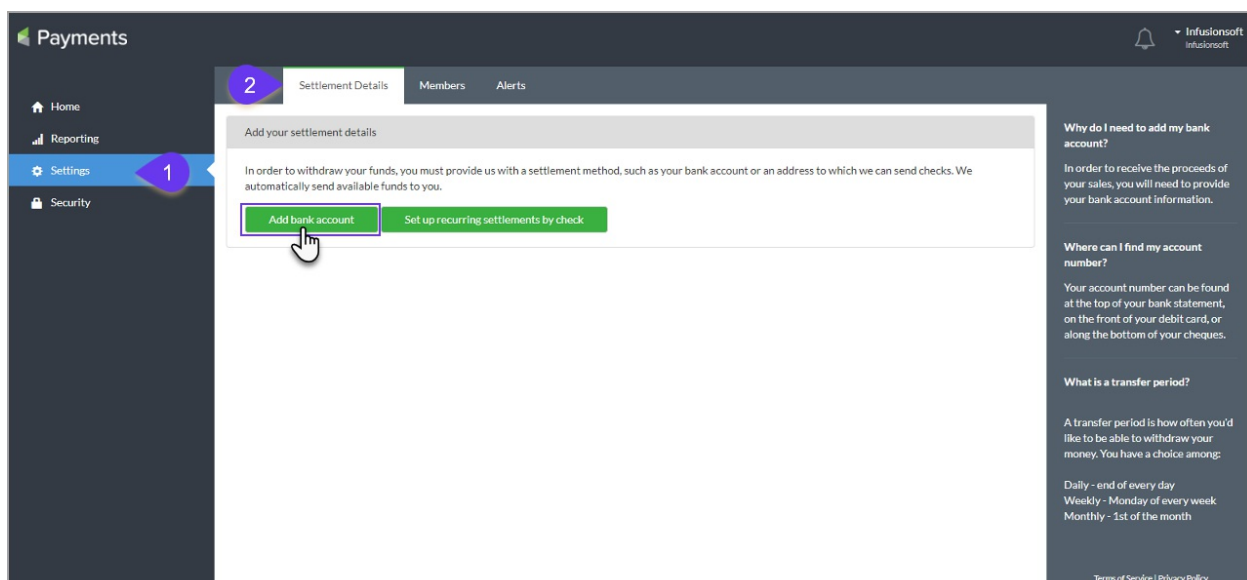 Payments
Infusionsoft
Infusionsoft
Home
Reporting
Settings
1
Security
2
Settlement Details
Members
Alerts
Add your settlement details
In order to withdraw your funds, you must provide us with a settlement method, such as your bank account or an address to which we can send checks. We
automatically send available funds to you.
Add bank account
Set up recurring settlements by check
Why do I need to add my bank
account?
In order to receive the proceeds of
your sales, you will need to provide
your bank account information.
Where can I find my account
number?
Your account number can be found
at the top of your bank statement,
on the front of your debit card, or
along the bottom of your cheques.
What is a transfer period?
A transfer period is how often you'd
like to be able to withdraw your
money. You have a choice among:
Daily - end of every day
Weekly - Monday of every week
Monthly - 1st of the month
Terms of Service | Privacy Policy